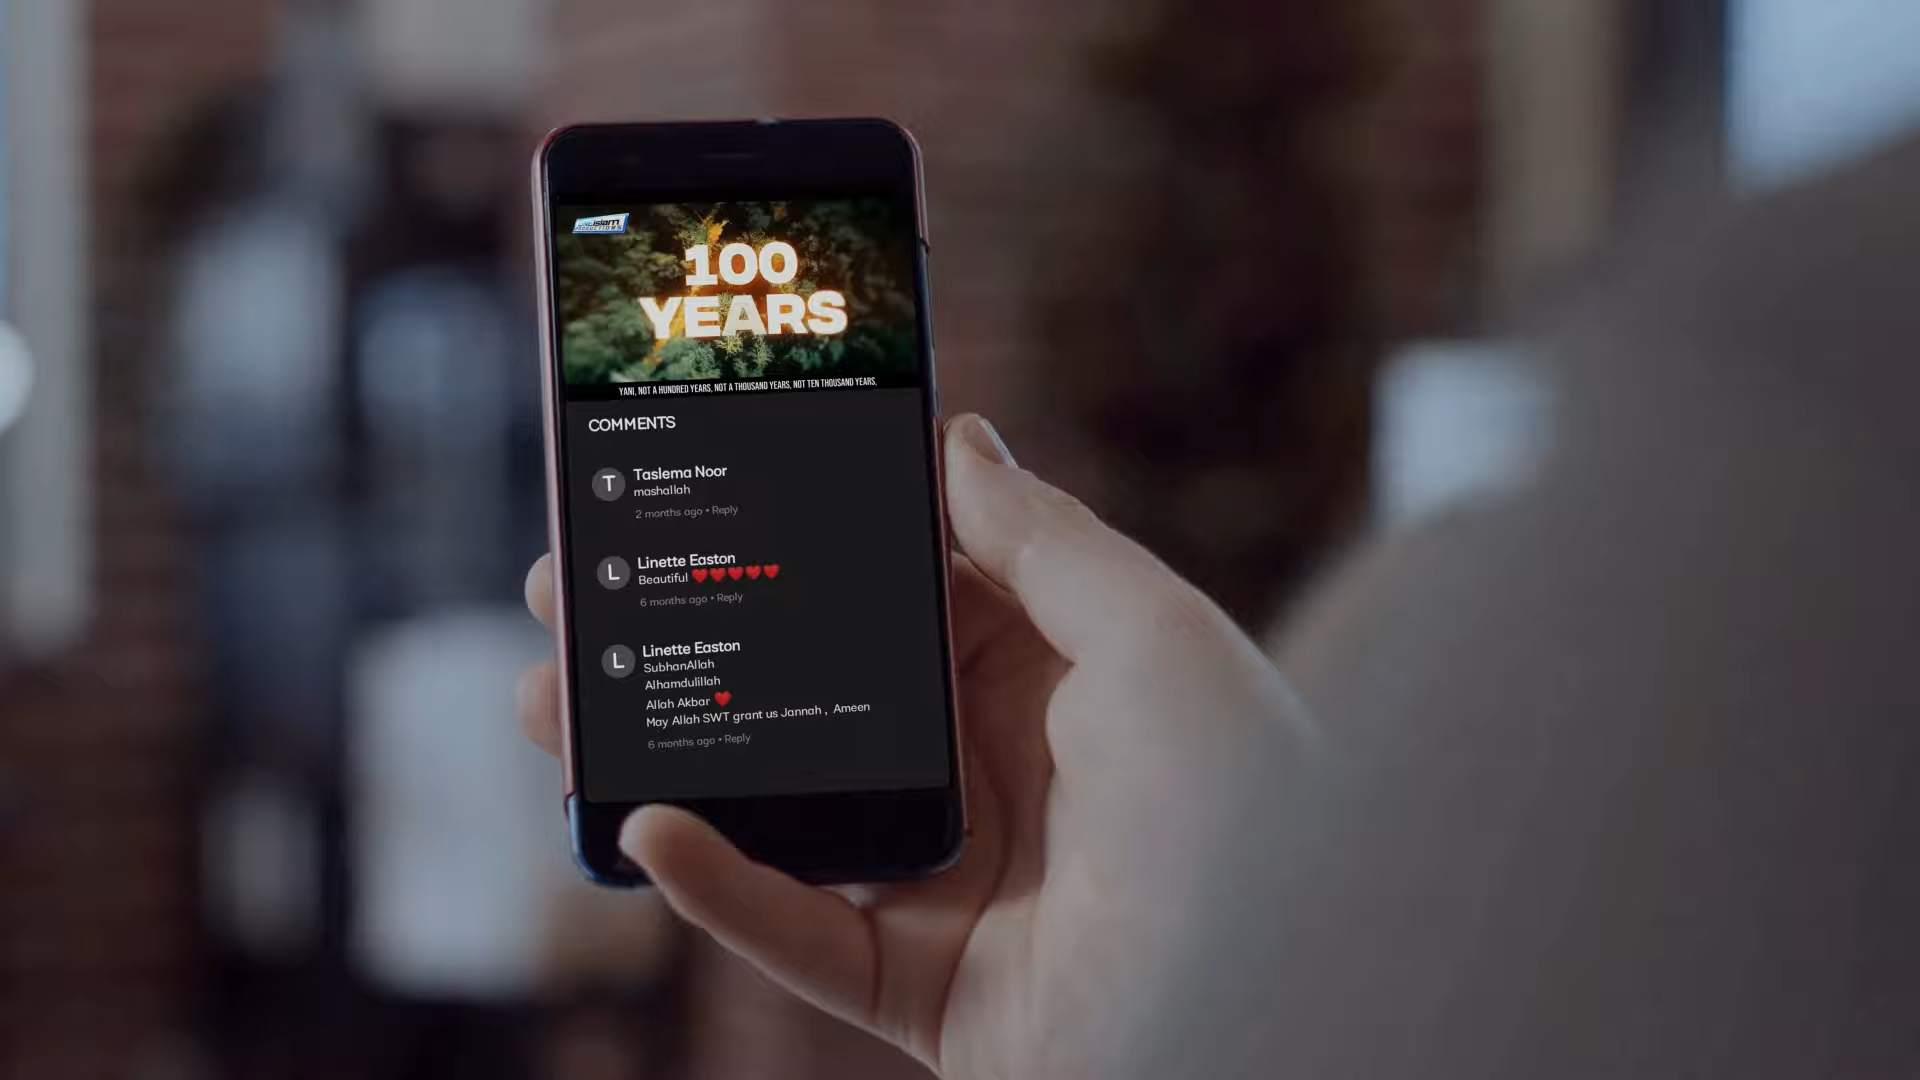 islam
PRODUCTIONS
100
YEARS
YANI, NOT A HUNDRED YEARS, NOT A THOUSAND YEARS, NOT TEN THOUSAND YEARS,
COMMENTS
T
Taslema Noor
mashallah
2 months ago • Reply
L
Linette Easton
Beautiful ❤️❤️❤️❤️❤️
6 months ago • Reply
L
Linette Easton
SubhanAllah
Alhamdulillah
Allah Akbar ❤️
May Allah SWT grant us Jannah , Ameen
6 months ago • Reply